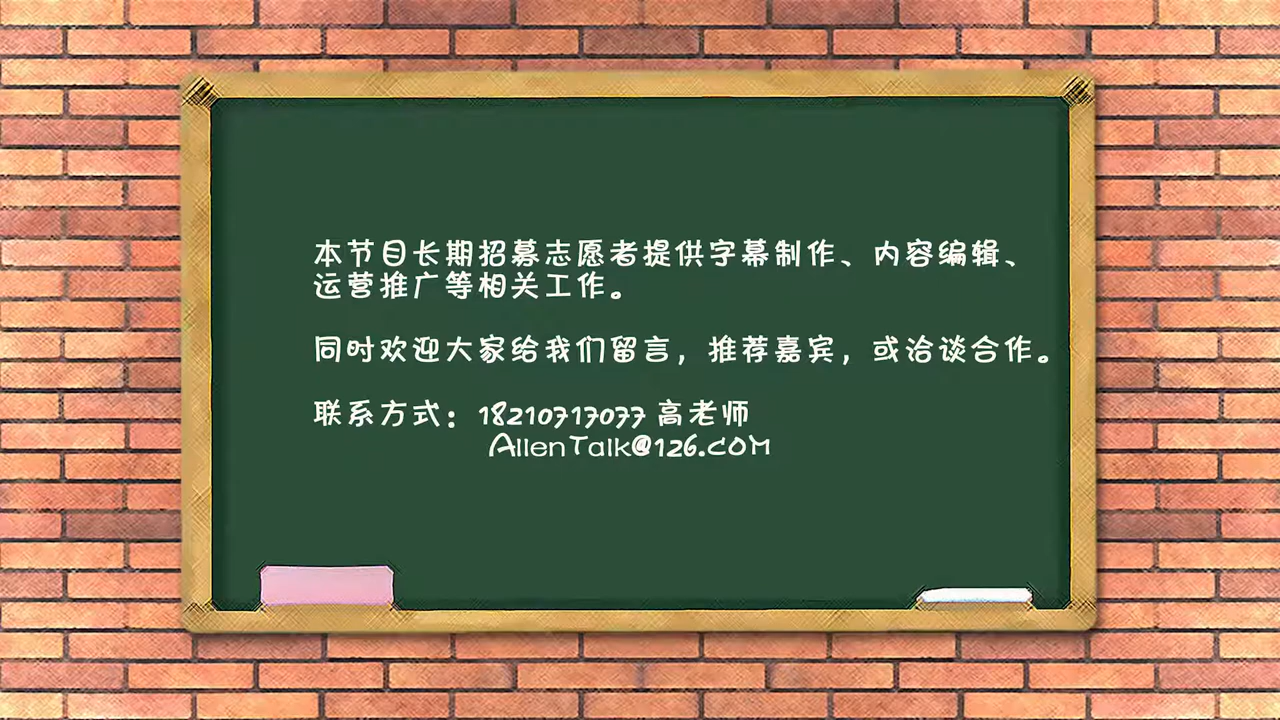 本节目长期招募志愿者提供字幕制作、内容编辑、
运营推广等相关工作。
同时欢迎大家给我们留言，推荐嘉宾，或洽谈合作。
联系方式：18210717077 高老师
AllenTalk@126.com